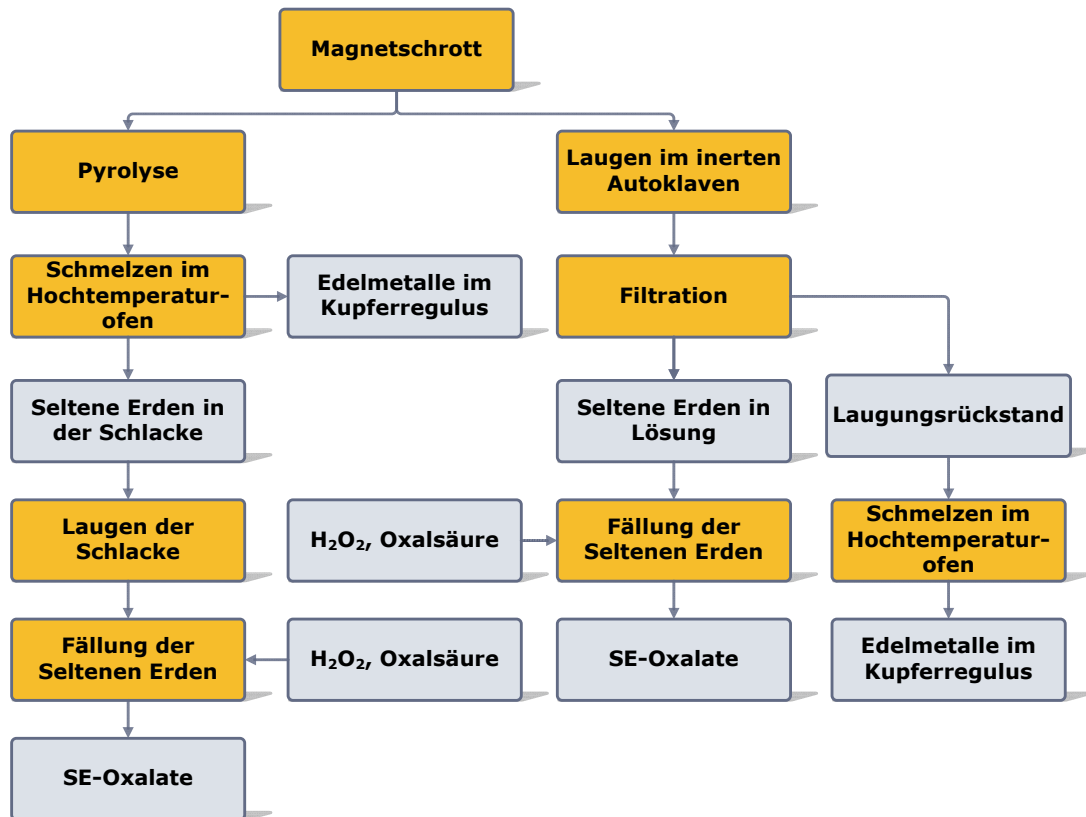 Magnetschrott
Pyrolyse
Laugen im inerten
Autoklaven
Schmelzen im
Hochtemperatur-
ofen
Edelmetalle im
Kupferregulus
Filtration
Seltene Erden in
der Schlacke
Seltene Erden in
Lösung
Laugungsrückstand
Laugen der
Schlacke
H₂O₂, Oxalsäure
Fällung der
Seltenen Erden
Schmelzen im
Hochtemperatur-
ofen
Fällung der
Seltenen Erden
H₂O₂, Oxalsäure
SE-Oxalate
Edelmetalle im
Kupferregulus
SE-Oxalate